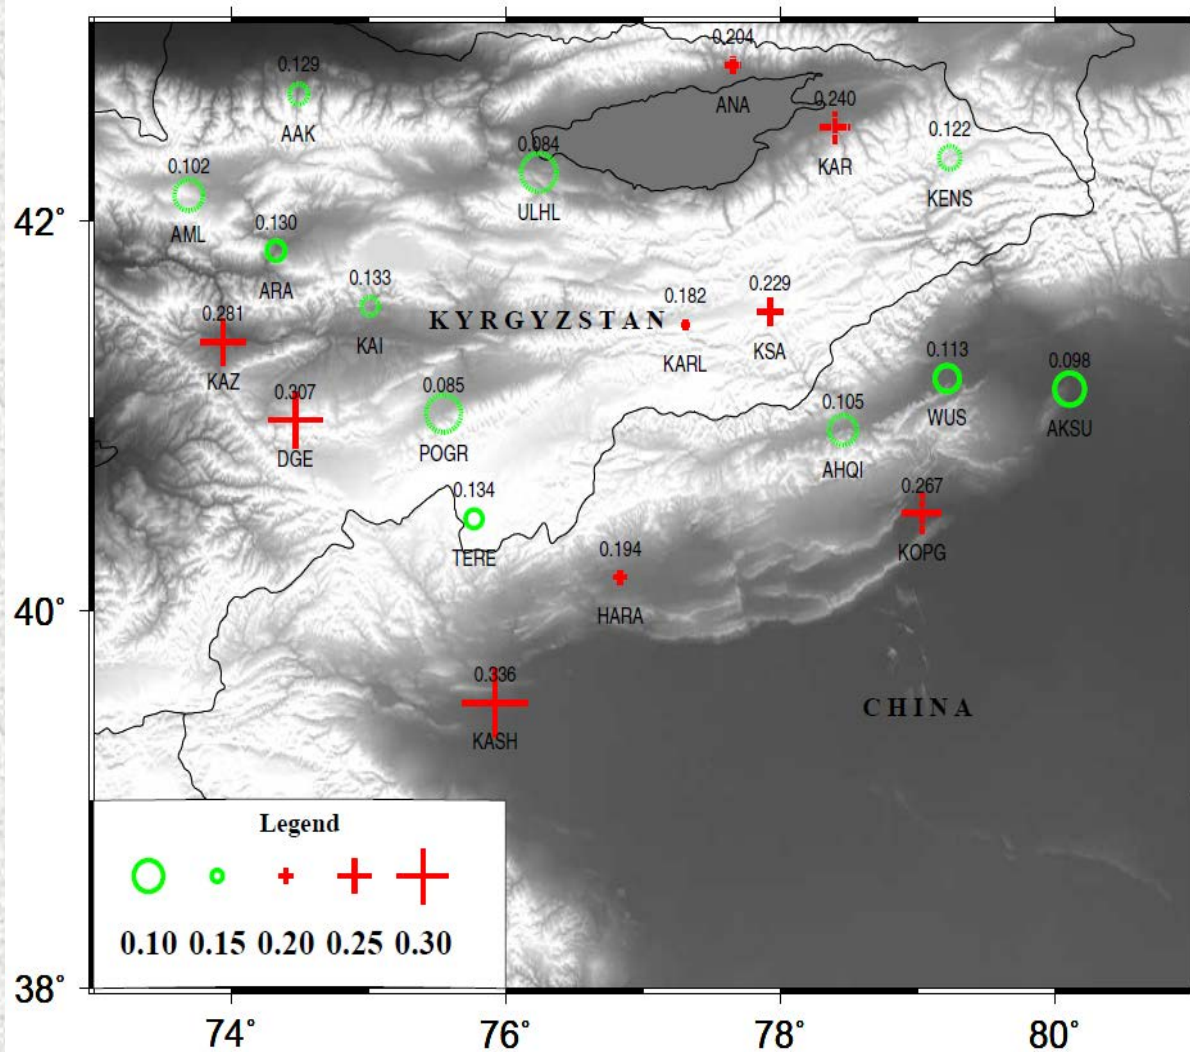 0.204
ANA
0.129
AAK
0.240
KAR
0.122
KENS
0.084
ULHL
0.102
AML
42°
0.130
ARA
0.133
KAI
0.281
KAZ
KYRGYZSTAN
0.182
KARL
0.229
KSA
0.113
WUS
0.098
AKSU
0.307
DGE
0.085
POGR
0.105
AHQI
0.267
KOPG
0.134
TERE
0.194
HARA
40°
0.336
KASH
CHINA
Legend
0.10 0.15 0.20 0.25 0.30
38°
74° 76° 78° 80°